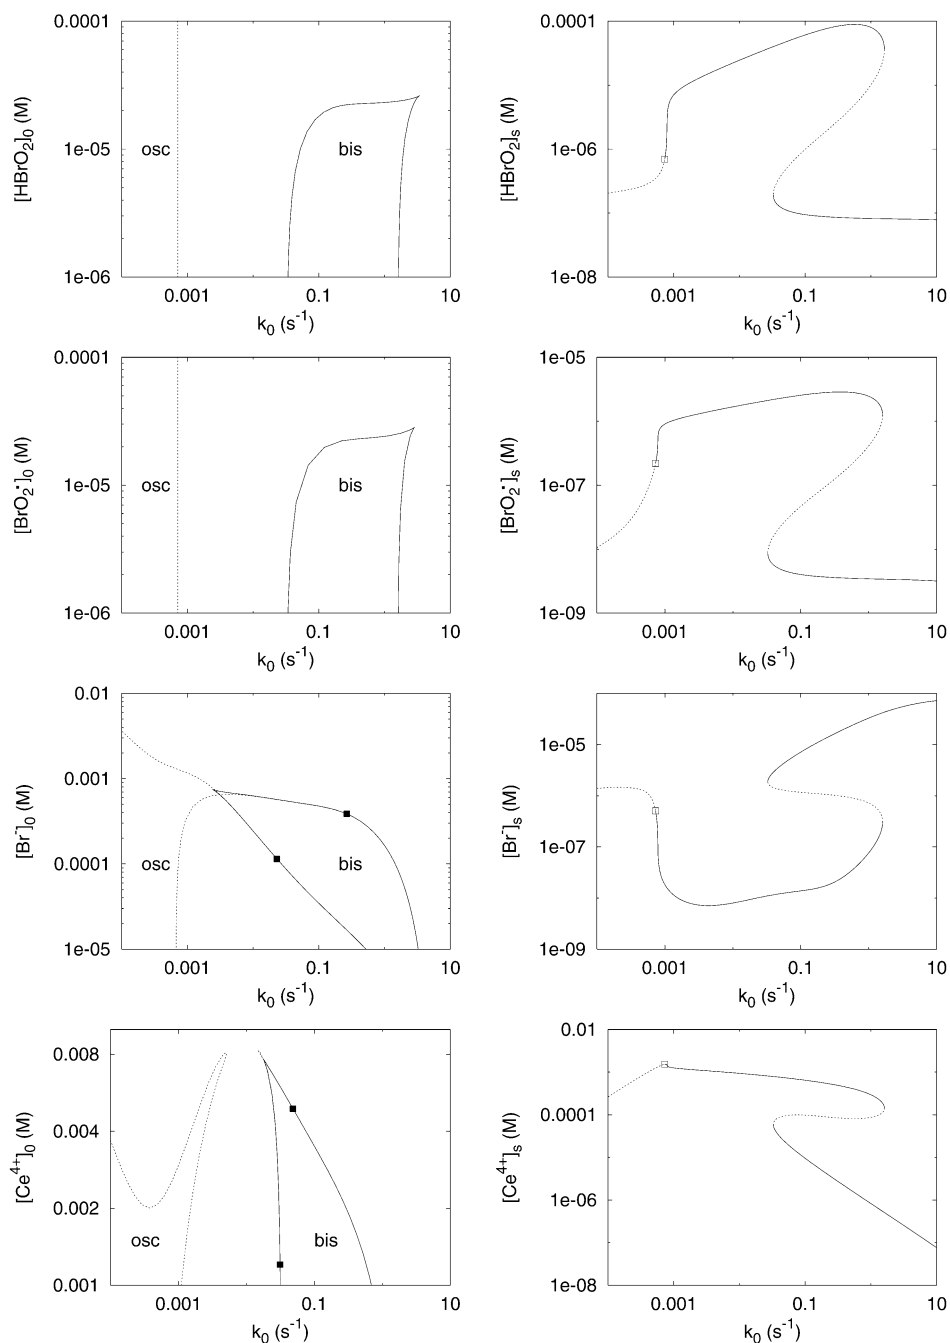 0.0001
1e-05
1e-06
[HBrO₂]₀ (M)
osc
bis
0.001
0.1
10
k₀ (s⁻¹)
0.0001
1e-06
1e-08
[HBrO₂]ₛ (M)
0.001
0.1
10
k₀ (s⁻¹)
0.0001
1e-05
1e-06
[BrO₂˙]₀ (M)
osc
bis
0.001
0.1
10
k₀ (s⁻¹)
1e-05
1e-07
1e-09
[BrO₂˙]ₛ (M)
0.001
0.1
10
k₀ (s⁻¹)
0.01
0.001
0.0001
1e-05
[Br⁻]₀ (M)
osc
bis
0.001
0.1
10
k₀ (s⁻¹)
1e-05
1e-07
1e-09
[Br⁻]ₛ (M)
0.001
0.1
10
k₀ (s⁻¹)
0.008
0.004
0.002
0.001
[Ce⁴⁺]₀ (M)
osc
bis
0.001
0.1
10
k₀ (s⁻¹)
0.01
0.0001
1e-06
1e-08
[Ce⁴⁺]ₛ (M)
0.001
0.1
10
k₀ (s⁻¹)